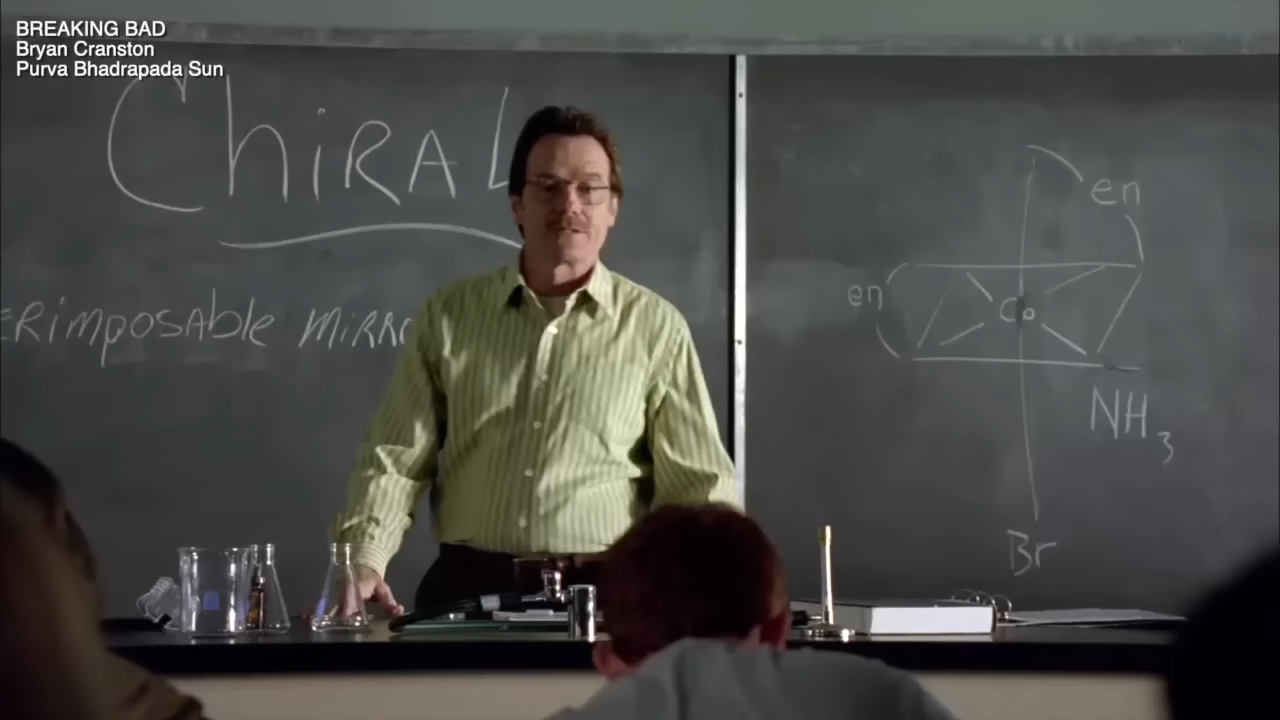 BREAKING BAD
Bryan Cranston
Purva Bhadrapada Sun
ChiRAL
ERimposAble miRRO
en
en
Co
NH3
Br